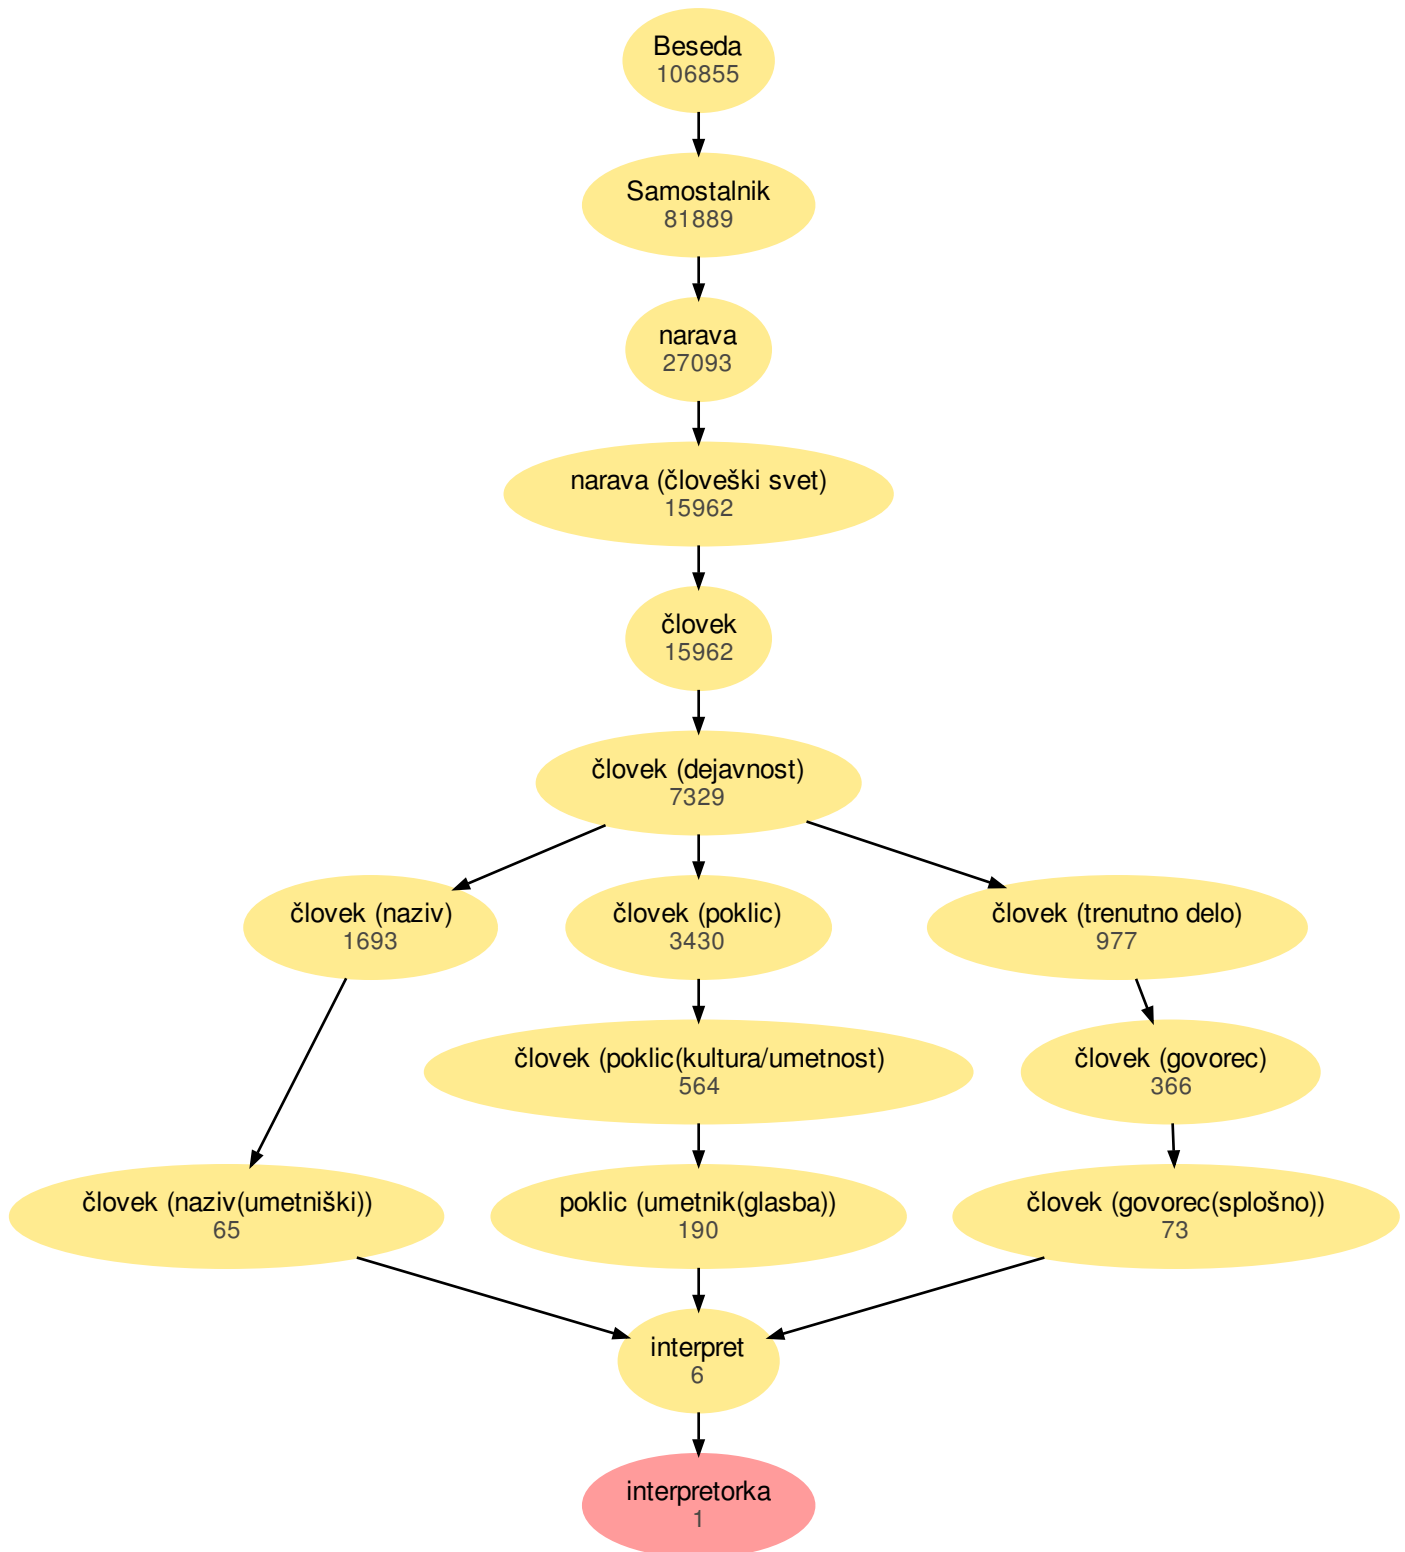 Beseda
106855
Samostalnik
81889
narava
27093
narava (človeški svet)
15962
človek
15962
človek (dejavnost)
7329
človek (naziv)
1693
človek (poklic)
3430
človek (trenutno delo)
977
človek (poklic(kultura/umetnost)
564
človek (govorec)
366
človek (naziv(umetniški))
65
poklic (umetnik(glasba))
190
človek (govorec(splošno))
73
interpret
6
interpretorka
1